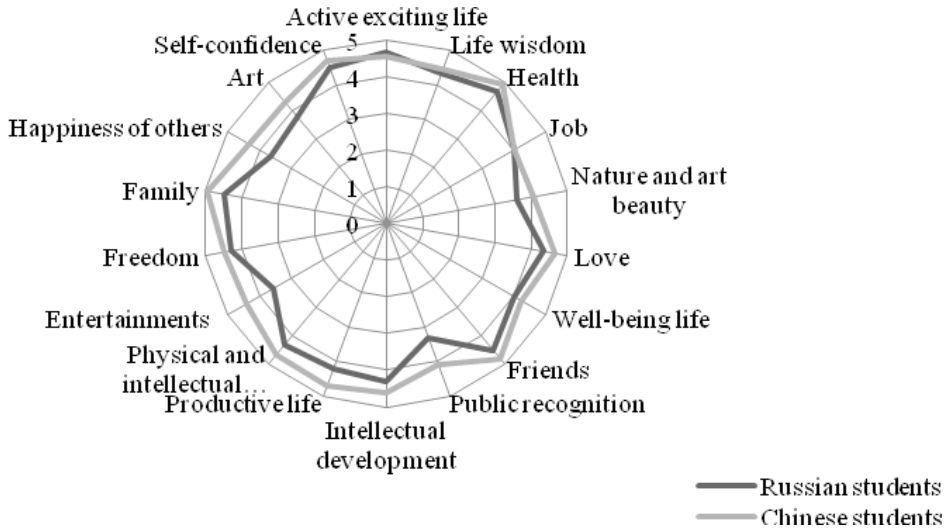 Active exciting life
Life wisdom
Health
Job
Nature and art
beauty
Love
Well-being life
Friends
Public recognition
Intellectual
development
Productive life
Physical and
intellectual...
Entertainments
Freedom
Family
Happiness of others
Art
Self-confidence
5
4
3
2
1
0
Russian students
Chinese students